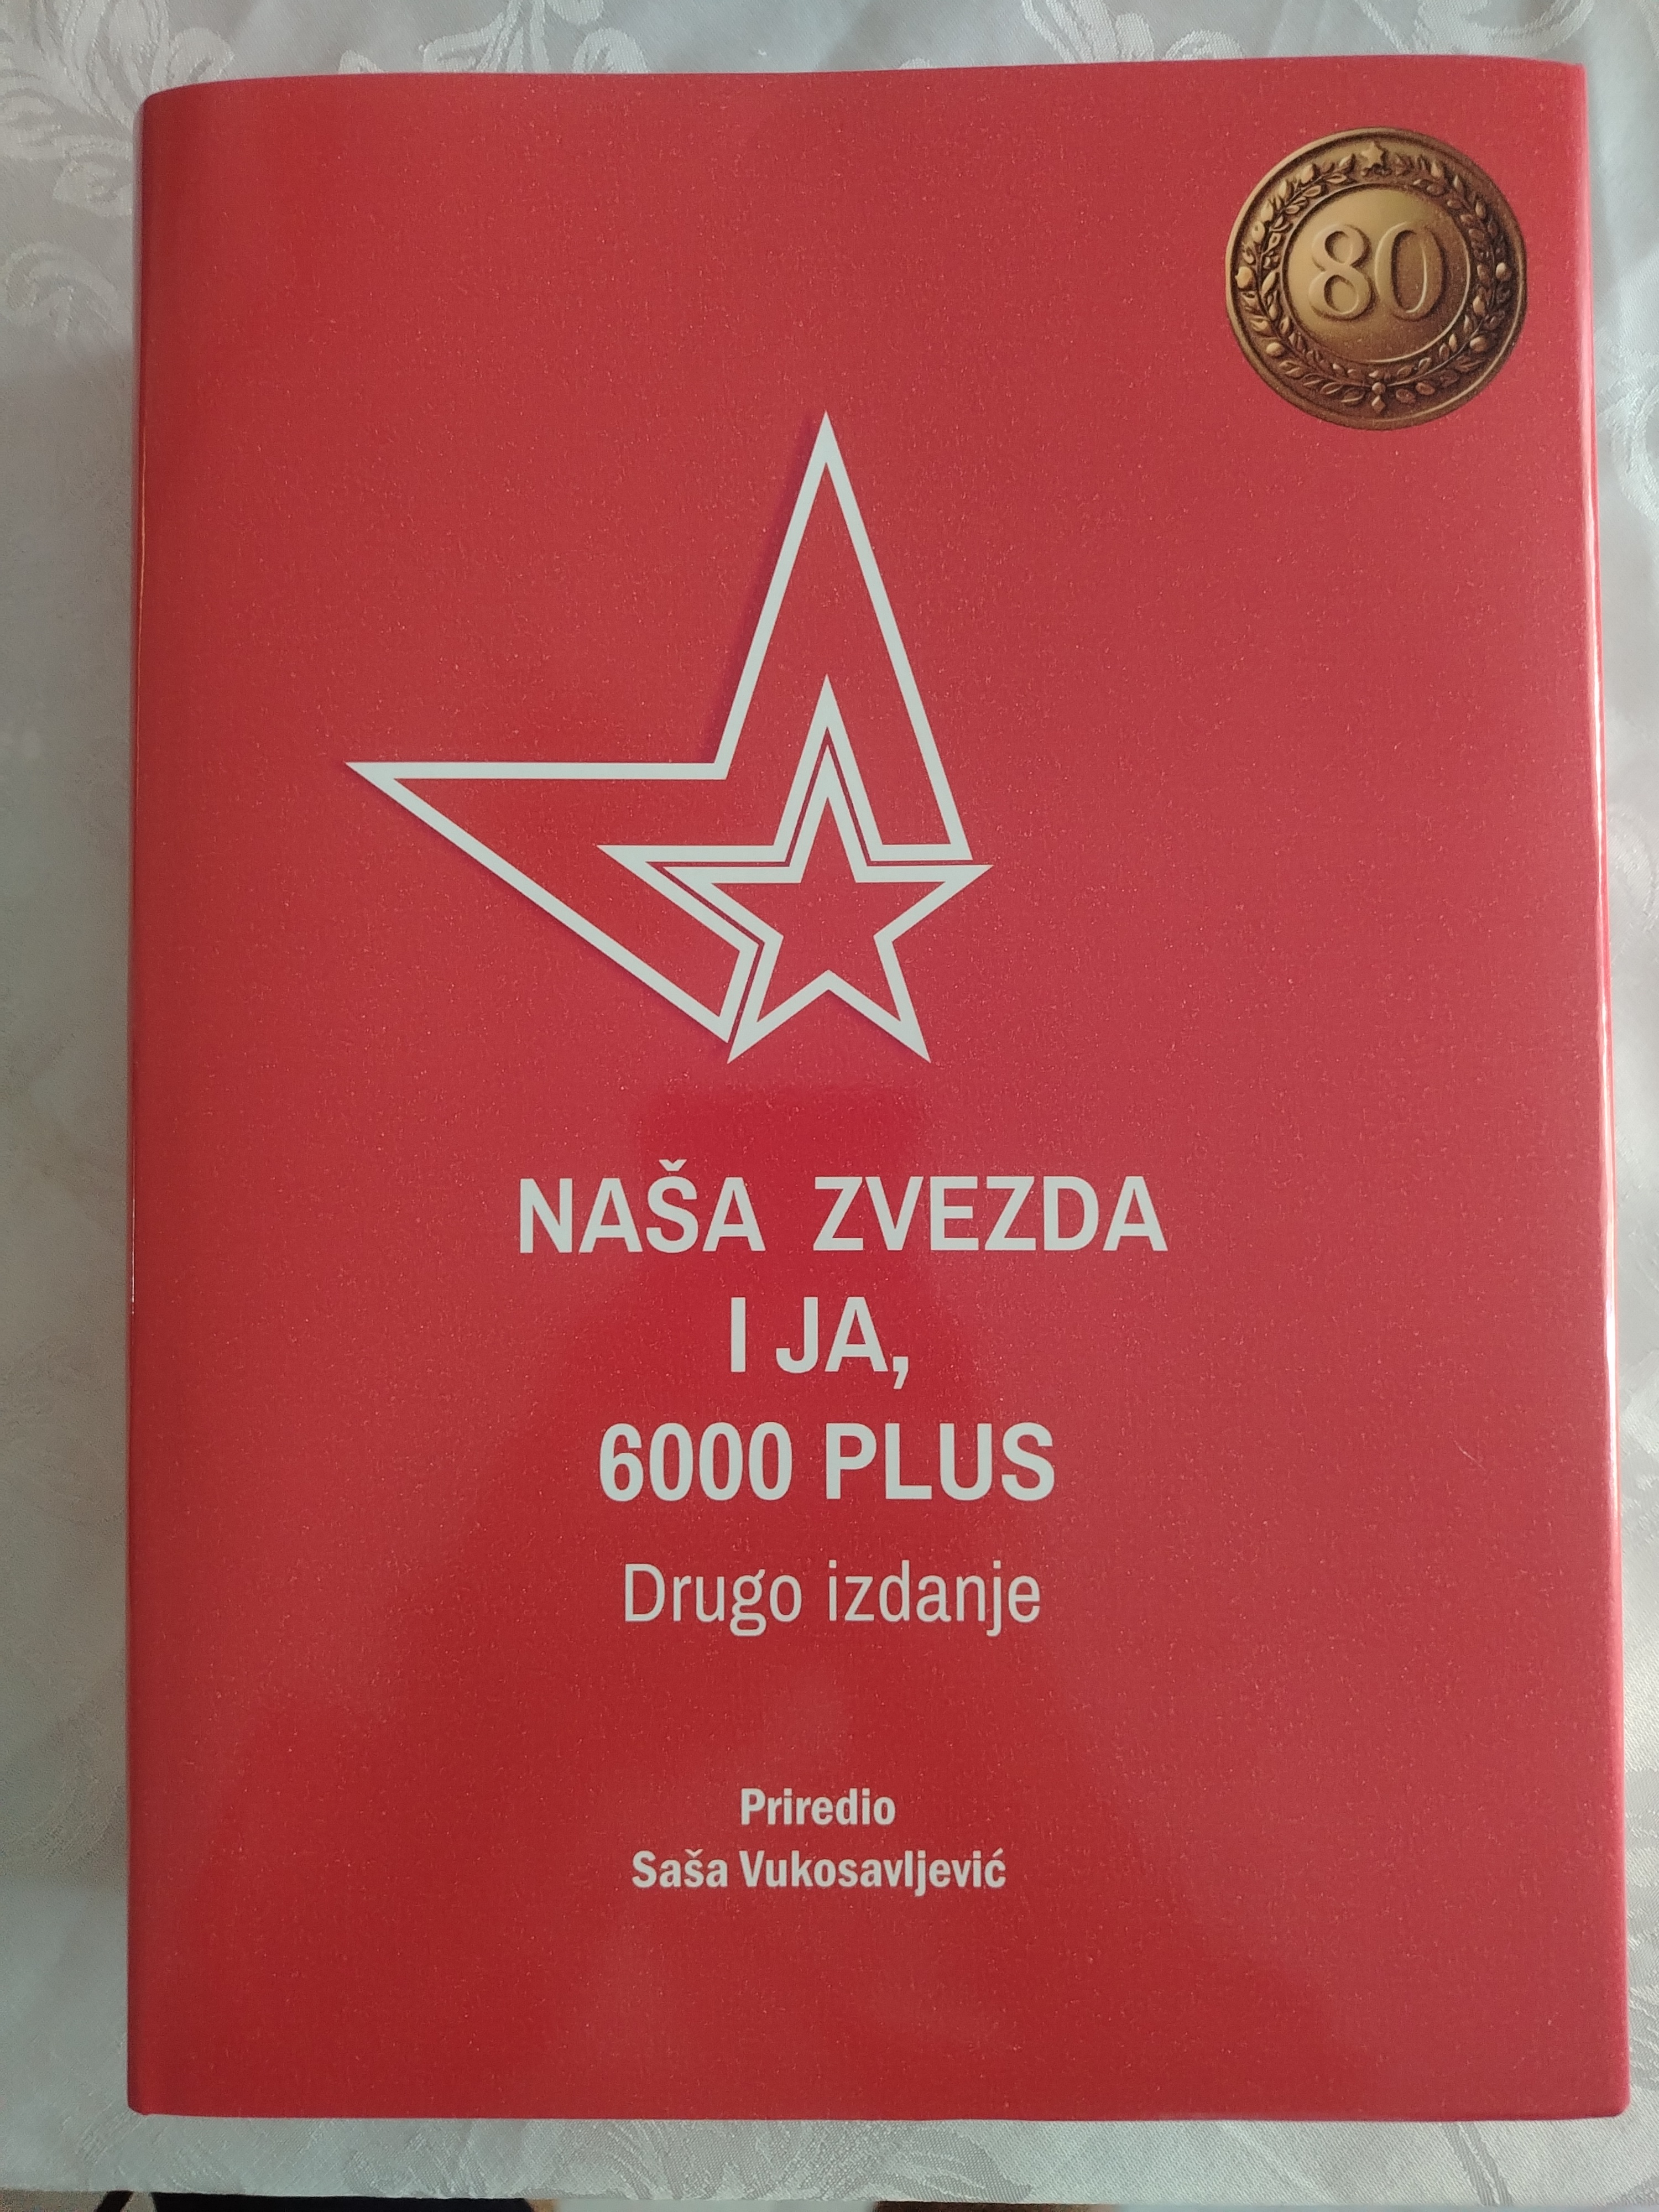 80
NAŠA ZVEZDA
I JA,
6000 PLUS
Drugo izdanje
Priredio
Saša Vukosavljević